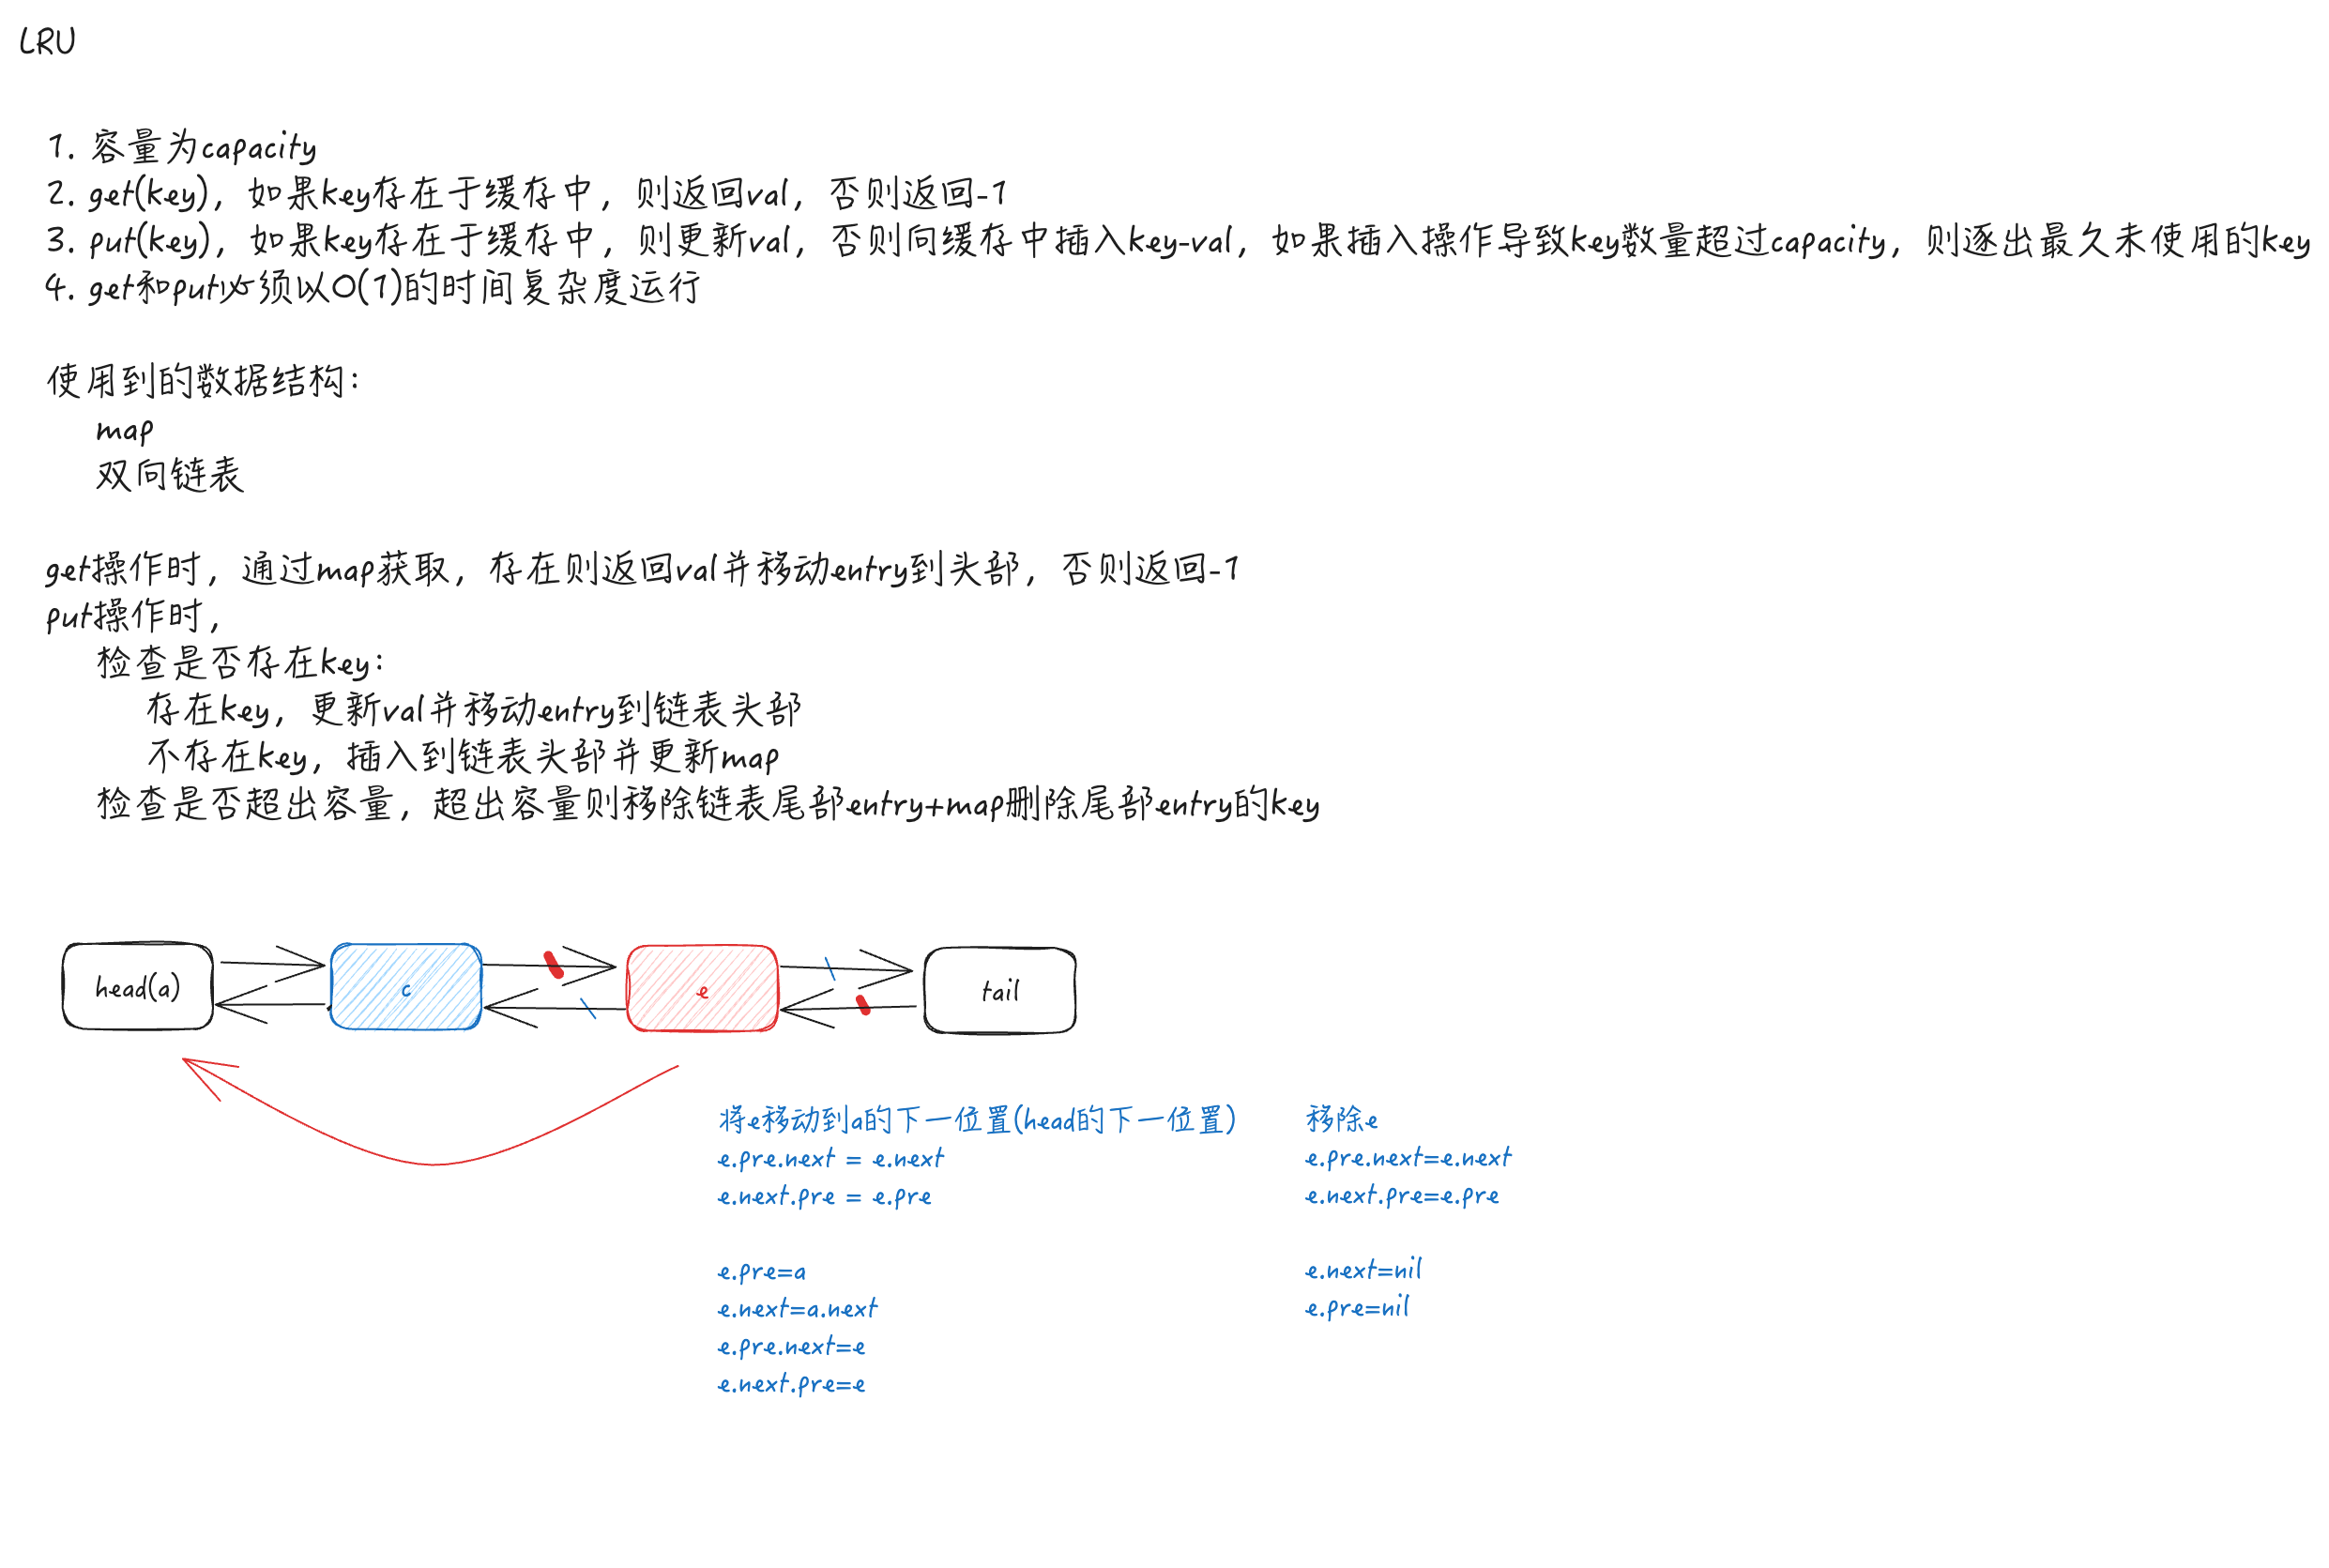 LRU
1. 容量为capacity
2. get(key)，如果key存在于缓存中，则返回val，否则返回-1
3. put(key)，如果key存在于缓存中，则更新val，否则向缓存中插入key-val，如果插入操作导致key数量超过capacity，则逐出最久未使用的key
4. get和put必须以O(1)的时间复杂度运行
使用到的数据结构：
map
双向链表
get操作时，通过map获取，存在则返回val并移动entry到头部，否则返回-1
put操作时，
检查是否存在key：
存在key，更新val并移动entry到链表头部
不存在key，插入到链表头部并更新map
检查是否超出容量，超出容量则移除链表尾部entry+map删除尾部entry的key
head(a)
c
e
tail
将e移动到a的下一位置(head的下一位置)
e.pre.next = e.next
e.next.pre = e.pre
e.pre=a
e.next=a.next
e.pre.next=e
e.next.pre=e
移除e
e.pre.next=e.next
e.next.pre=e.pre
e.next=nil
e.pre=nil